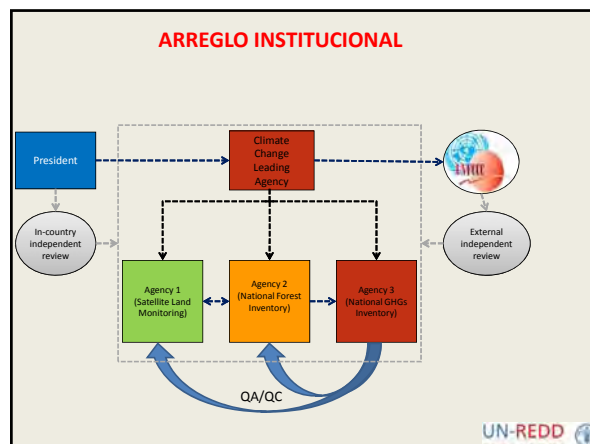 ARREGLO INSTITUCIONAL
President
Climate
Change
Leading
Agency
UNFCCC
In-country
independent
review
External
independent
review
Agency 1
(Satellite Land
Monitoring)
Agency 2
(National Forest
Inventory)
Agency 3
(National GHGs
Inventory)
QA/QC
UN-REDD